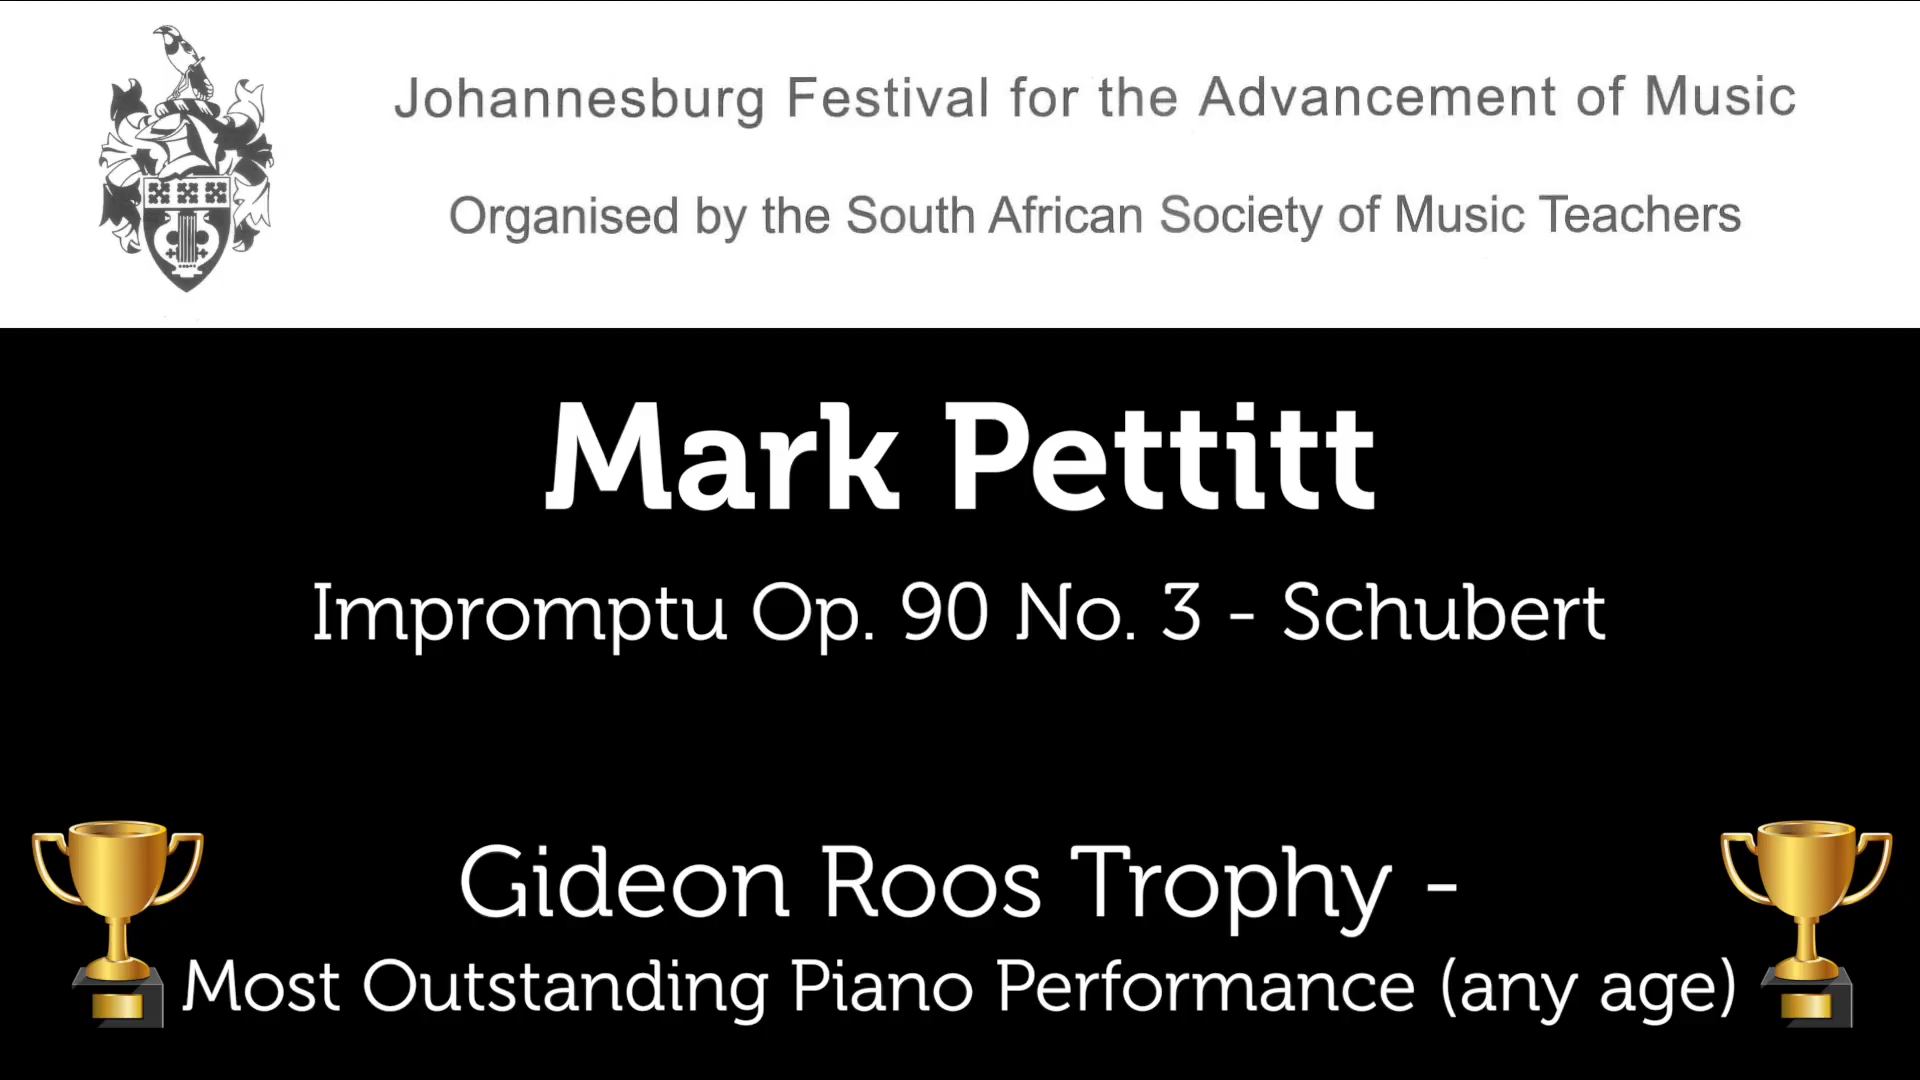 Johannesburg Festival for the Advancement of Music
Organised by the South African Society of Music Teachers
Mark Pettitt
Impromptu Op. 90 No. 3 - Schubert
Gideon Roos Trophy -
Most Outstanding Piano Performance (any age)